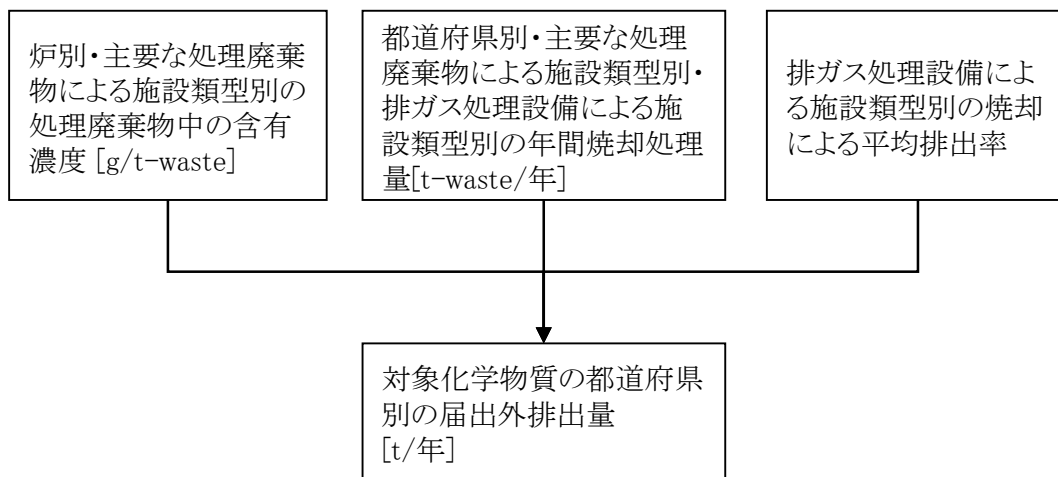 炉別・主要な処理廃棄
物による施設類型別の
処理廃棄物中の含有
濃度 [g/t-waste]
都道府県別・主要な処理
廃棄物による施設類型別・
排ガス処理設備による施
設類型別の年間焼却処理
量[t-waste/年]
排ガス処理設備によ
る施設類型別の焼却
による平均排出率
対象化学物質の都道府県
別の届出外排出量
[t/年]